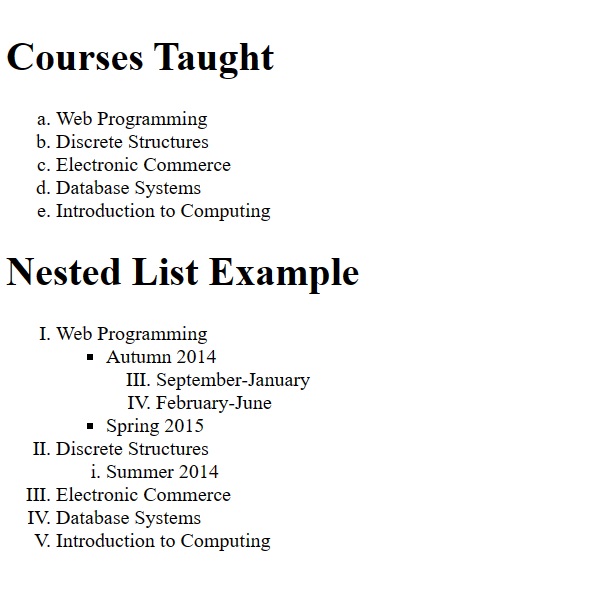 Courses Taught
a. Web Programming
b. Discrete Structures
c. Electronic Commerce
d. Database Systems
e. Introduction to Computing
Nested List Example
I. Web Programming
▪ Autumn 2014
III. September-January
IV. February-June
▪ Spring 2015
II. Discrete Structures
i. Summer 2014
III. Electronic Commerce
IV. Database Systems
V. Introduction to Computing